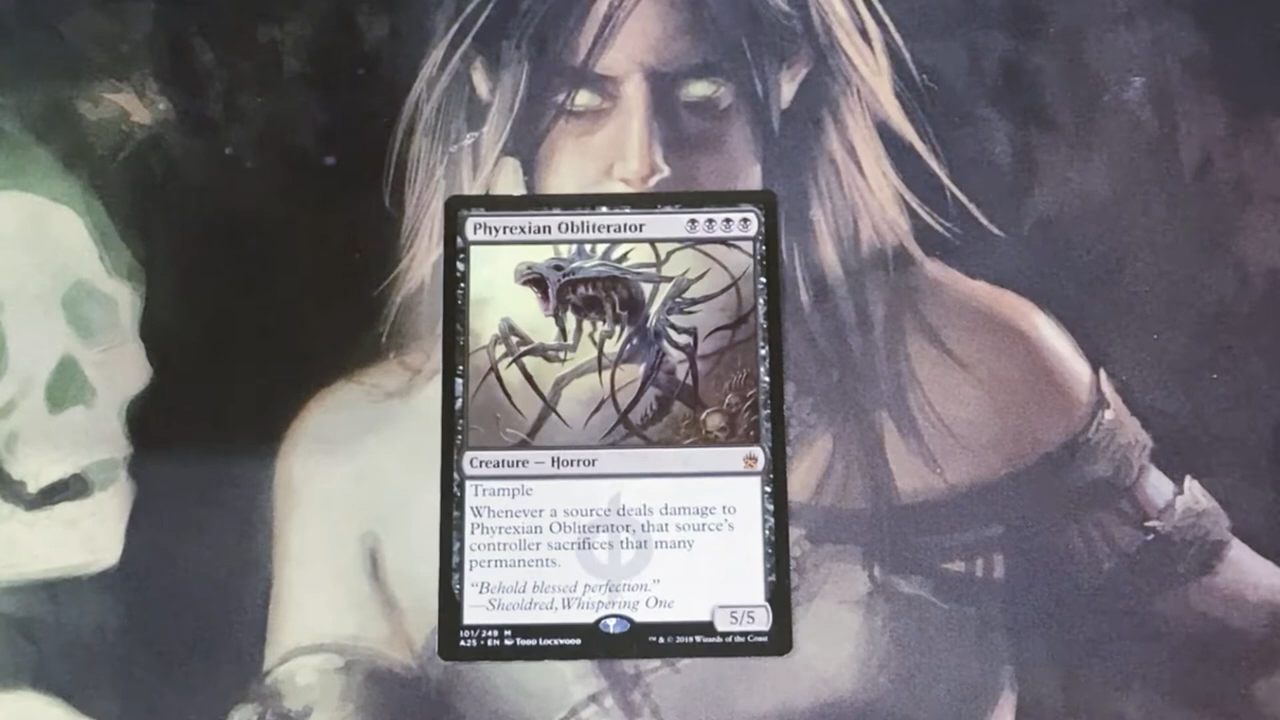 Phyrexian Obliterator
Creature — Horror
Trample
Whenever a source deals damage to
Phyrexian Obliterator, that source's
controller sacrifices that many
permanents.
"Behold blessed perfection."
—Sheoldred, Whispering One
5/5
101/249 M
A25 • EN Todd Lockwood
™ & © 2018 Wizards of the Coast